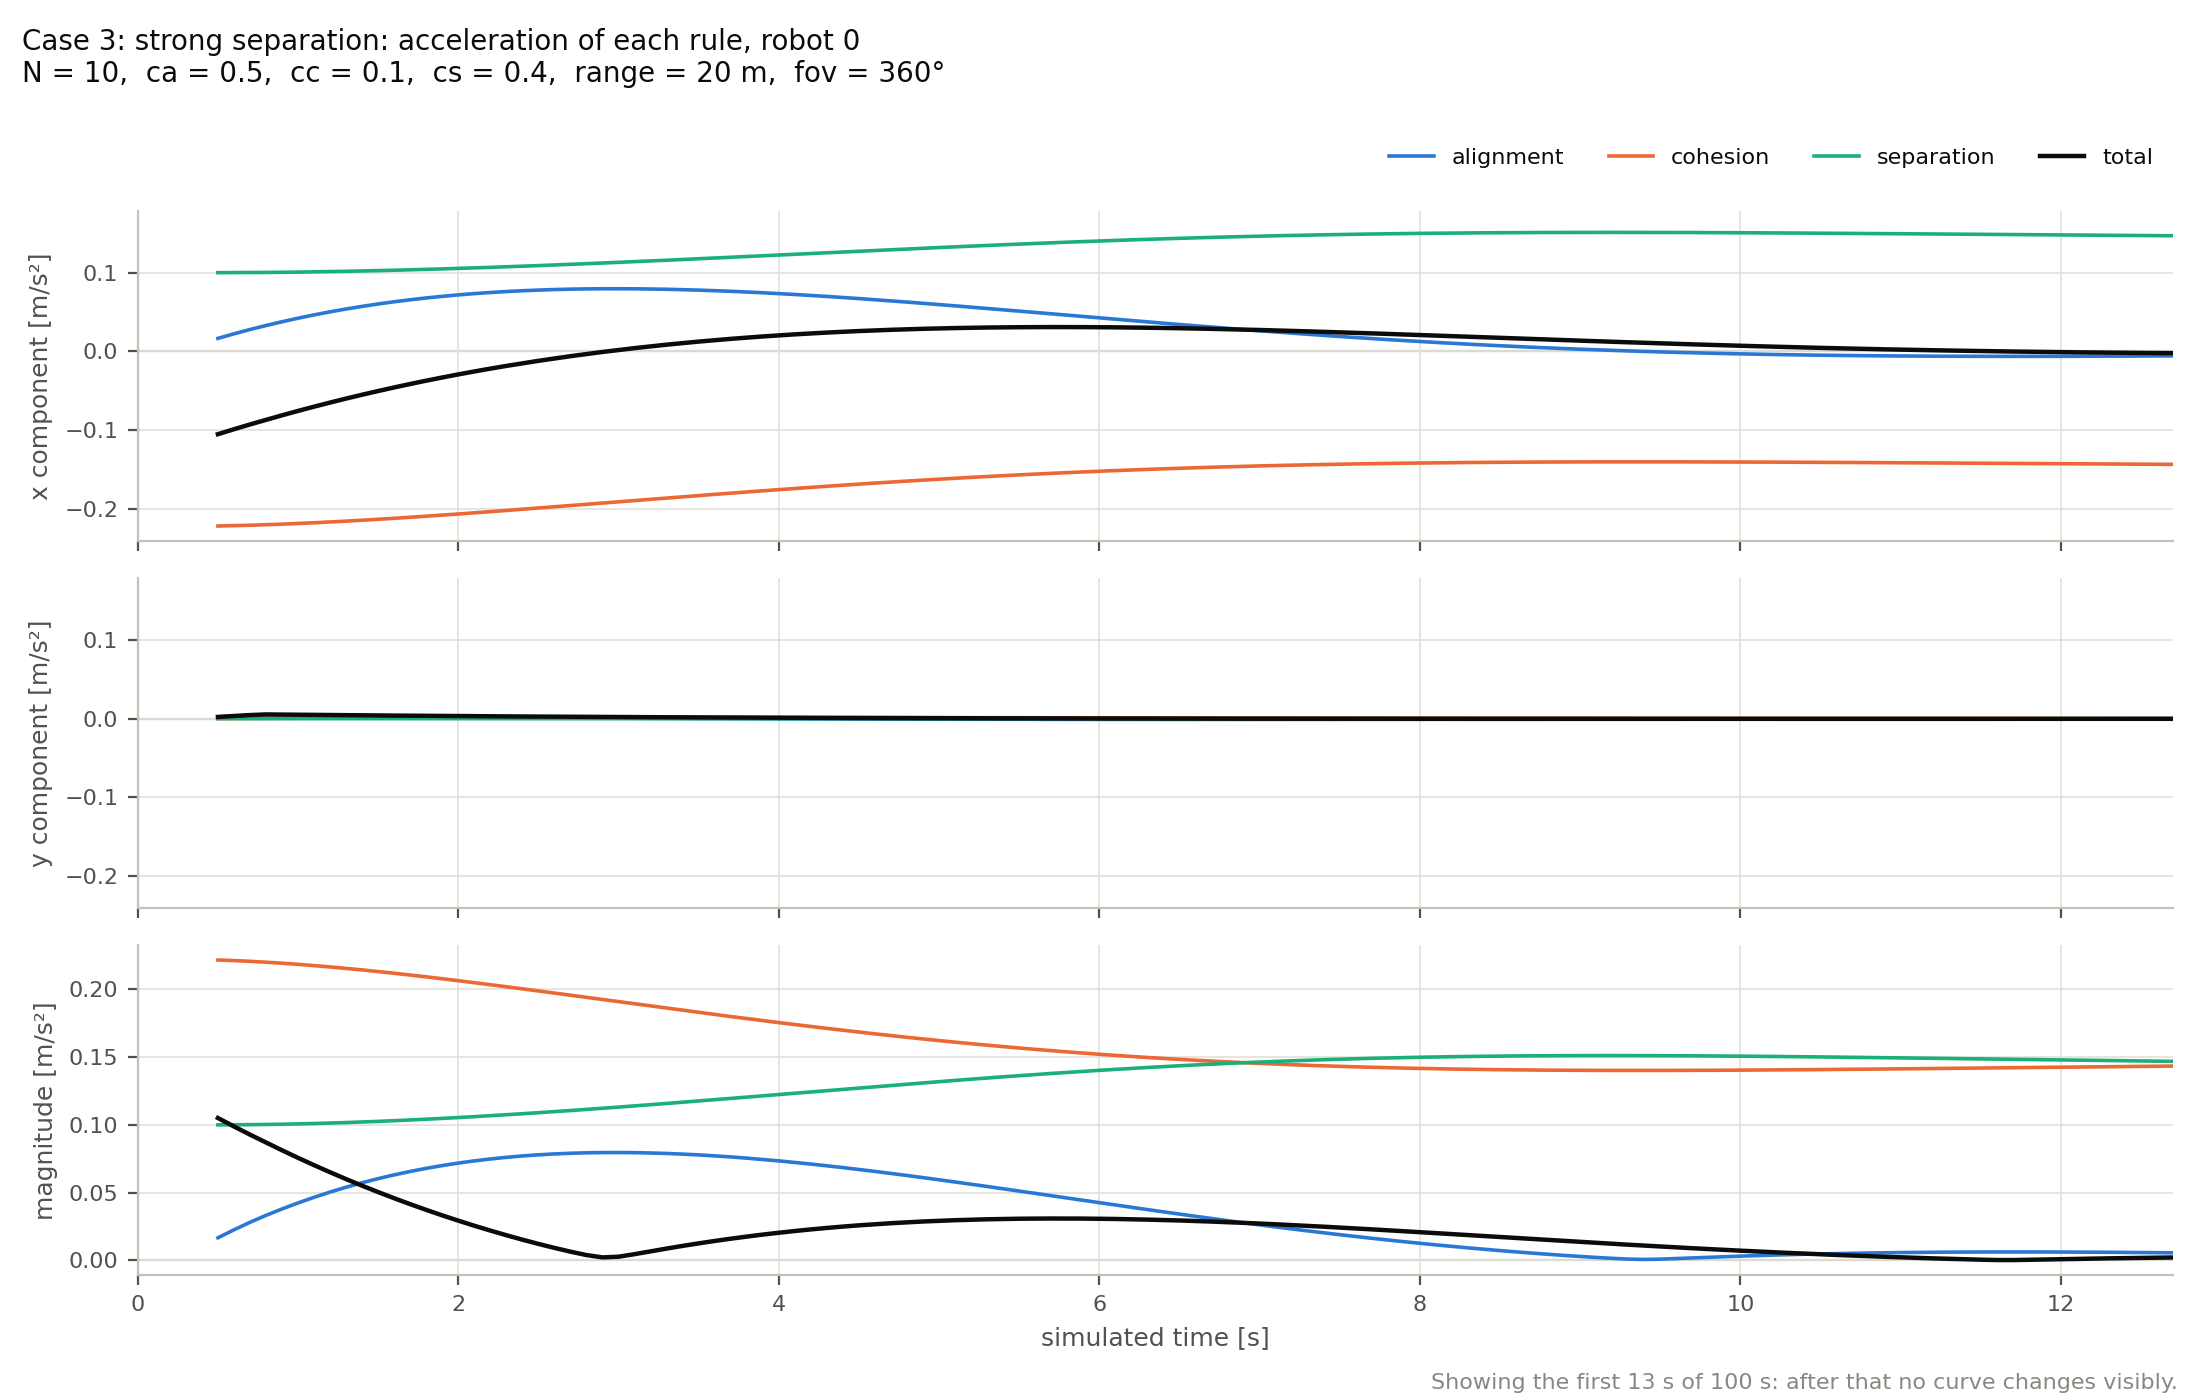 Case 3: strong separation: acceleration of each rule, robot 0
N = 10,  ca = 0.5,  cc = 0.1,  cs = 0.4,  range = 20 m,  fov = 360°
alignment
cohesion
separation
total
x component [m/s²]
0.1
0.0
−0.1
−0.2
y component [m/s²]
0.1
0.0
−0.1
−0.2
magnitude [m/s²]
0.20
0.15
0.10
0.05
0.00
0 2 4 6 8 10 12
simulated time [s]
Showing the first 13 s of 100 s: after that no curve changes visibly.